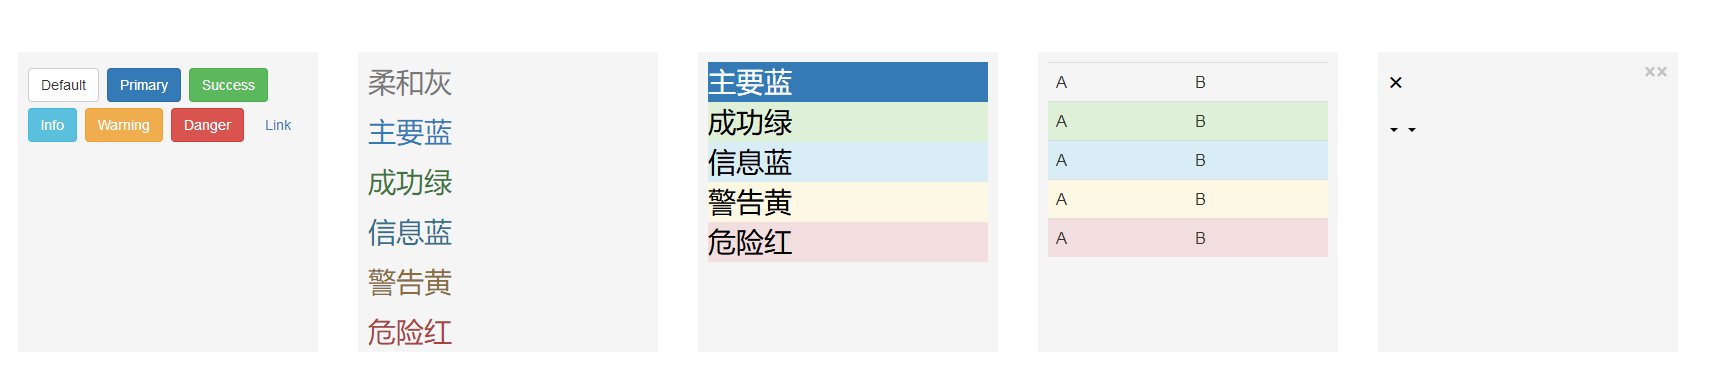 Default Primary Success
Info Warning Danger Link
柔和灰
主要蓝
成功绿
信息蓝
警告黄
危险红
主要蓝
成功绿
信息蓝
警告黄
危险红
A B
A B
A B
A B
A B
××
×